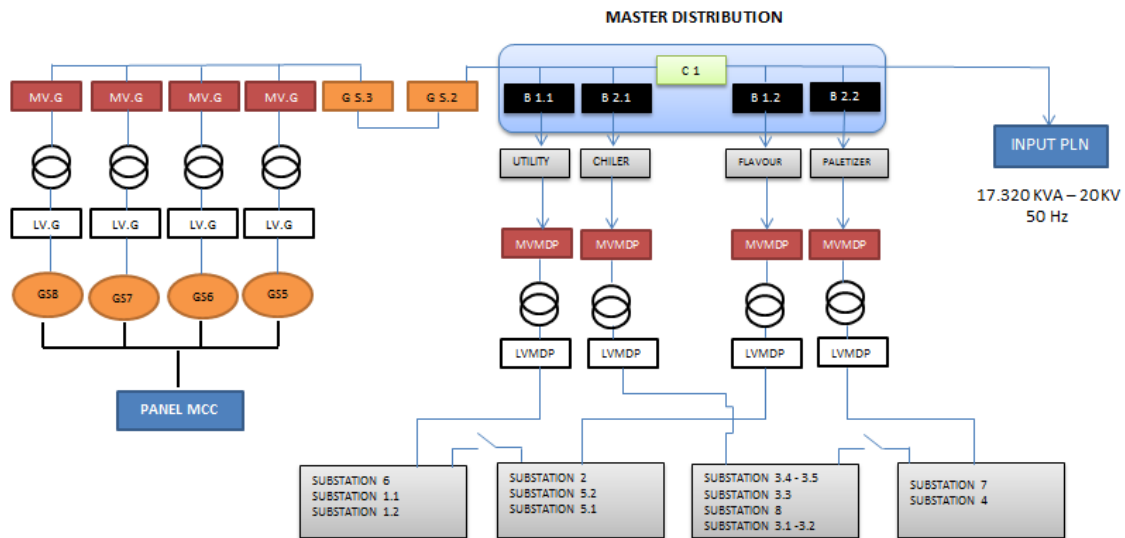 MASTER DISTRIBUTION
MV.G
MV.G
MV.G
MV.G
G S.3
G S.2
B 1.1
B 2.1
C 1
B 1.2
B 2.2
INPUT PLN
17.320 KVA – 20KV
50 Hz
UTILITY
CHILER
FLAVOUR
PALETIZER
LV.G
LV.G
LV.G
LV.G
MVMDP
MVMDP
MVMDP
MVMDP
GS8
GS7
GS6
GS5
LVMDP
LVMDP
LVMDP
LVMDP
PANEL MCC
SUBSTATION 6
SUBSTATION 1.1
SUBSTATION 1.2
SUBSTATION 2
SUBSTATION 5.2
SUBSTATION 5.1
SUBSTATION 3.4 - 3.5
SUBSTATION 3.3
SUBSTATION 8
SUBSTATION 3.1 -3.2
SUBSTATION 7
SUBSTATION 4